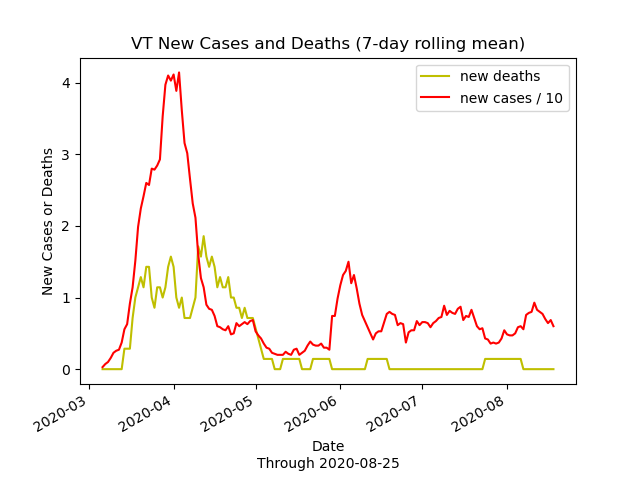 VT New Cases and Deaths (7-day rolling mean)
new deaths
new cases / 10
4
3
2
1
0
New Cases or Deaths
2020-03
2020-04
2020-05
2020-06
2020-07
2020-08
Date
Through 2020-08-25